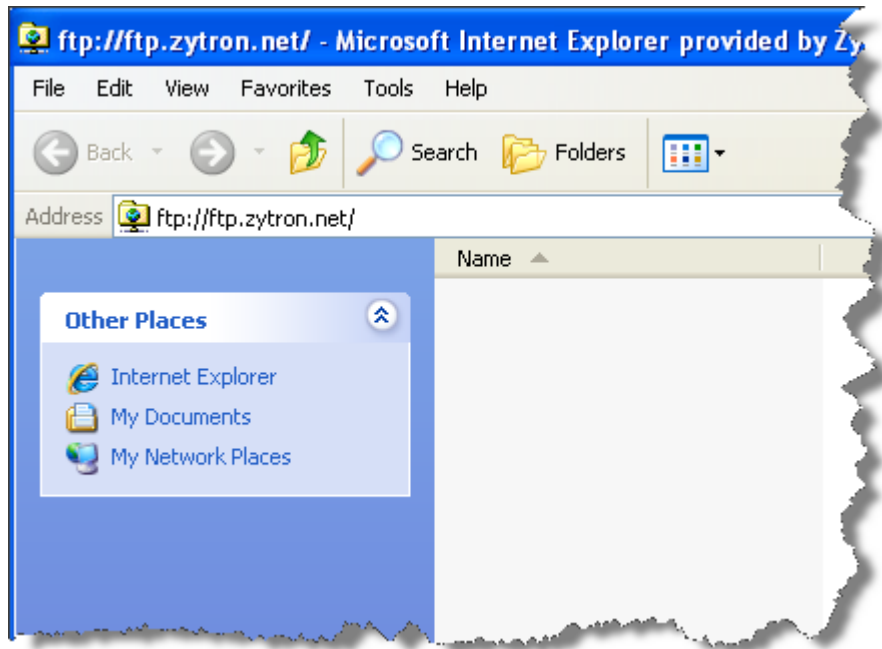 ftp://ftp.zytron.net/ - Microsoft Internet Explorer provided by Zy
File Edit View Favorites Tools Help
Back Search Folders
Address ftp://ftp.zytron.net/
Name
Other Places
Internet Explorer
My Documents
My Network Places